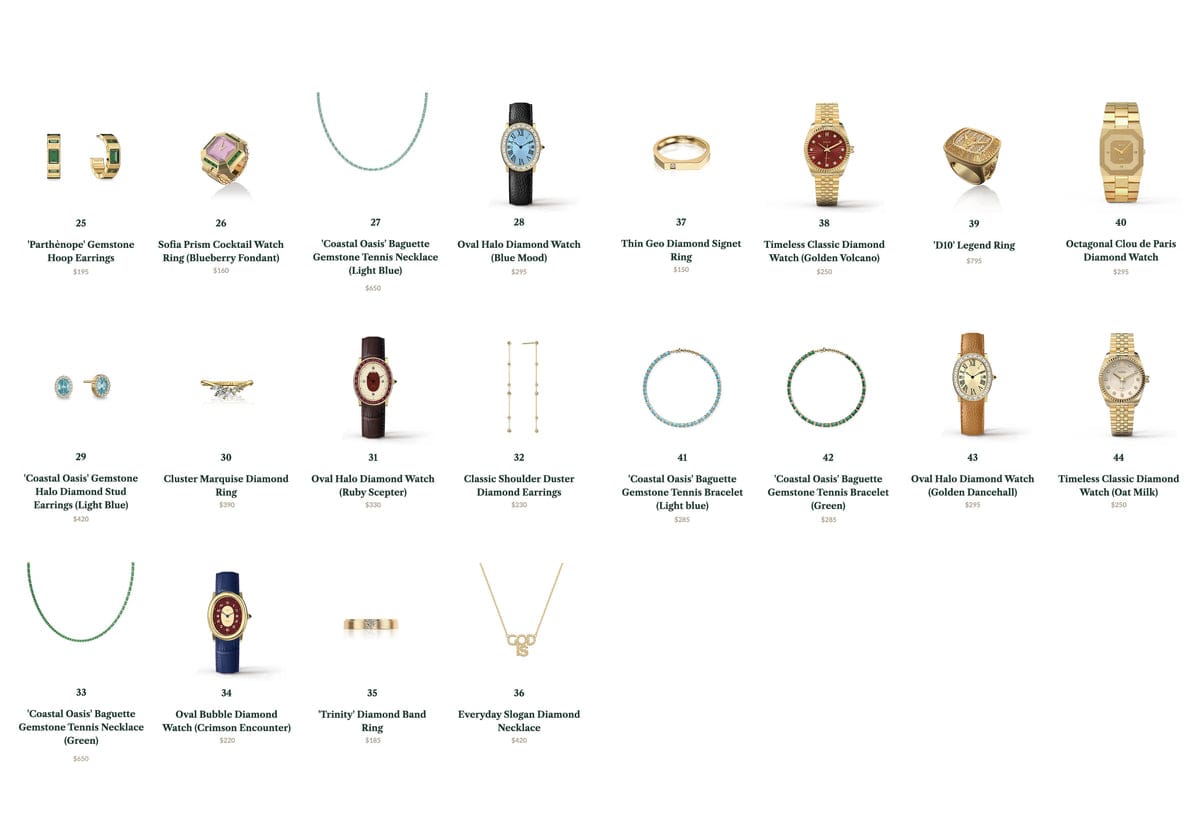 25
'Parthènope' Gemstone
Hoop Earrings
$195
26
Sofia Prism Cocktail Watch
Ring (Blueberry Fondant)
$160
27
'Coastal Oasis' Baguette
Gemstone Tennis Necklace
(Light Blue)
$650
28
Oval Halo Diamond Watch
(Blue Mood)
$295
37
Thin Geo Diamond Signet
Ring
$150
38
Timeless Classic Diamond
Watch (Golden Volcano)
$250
39
'D10' Legend Ring
$795
40
Octagonal Clou de Paris
Diamond Watch
$295
29
'Coastal Oasis' Gemstone
Halo Diamond Stud
Earrings (Light Blue)
$420
30
Cluster Marquise Diamond
Ring
$390
31
Oval Halo Diamond Watch
(Ruby Scepter)
$330
32
Classic Shoulder Duster
Diamond Earrings
$230
41
'Coastal Oasis' Baguette
Gemstone Tennis Bracelet
(Light blue)
$285
42
'Coastal Oasis' Baguette
Gemstone Tennis Bracelet
(Green)
$285
43
Oval Halo Diamond Watch
(Golden Dancehall)
$295
44
Timeless Classic Diamond
Watch (Oat Milk)
$250
33
'Coastal Oasis' Baguette
Gemstone Tennis Necklace
(Green)
$650
34
Oval Bubble Diamond
Watch (Crimson Encounter)
$220
35
'Trinity' Diamond Band
Ring
$185
GOD
IS
36
Everyday Slogan Diamond
Necklace
$420